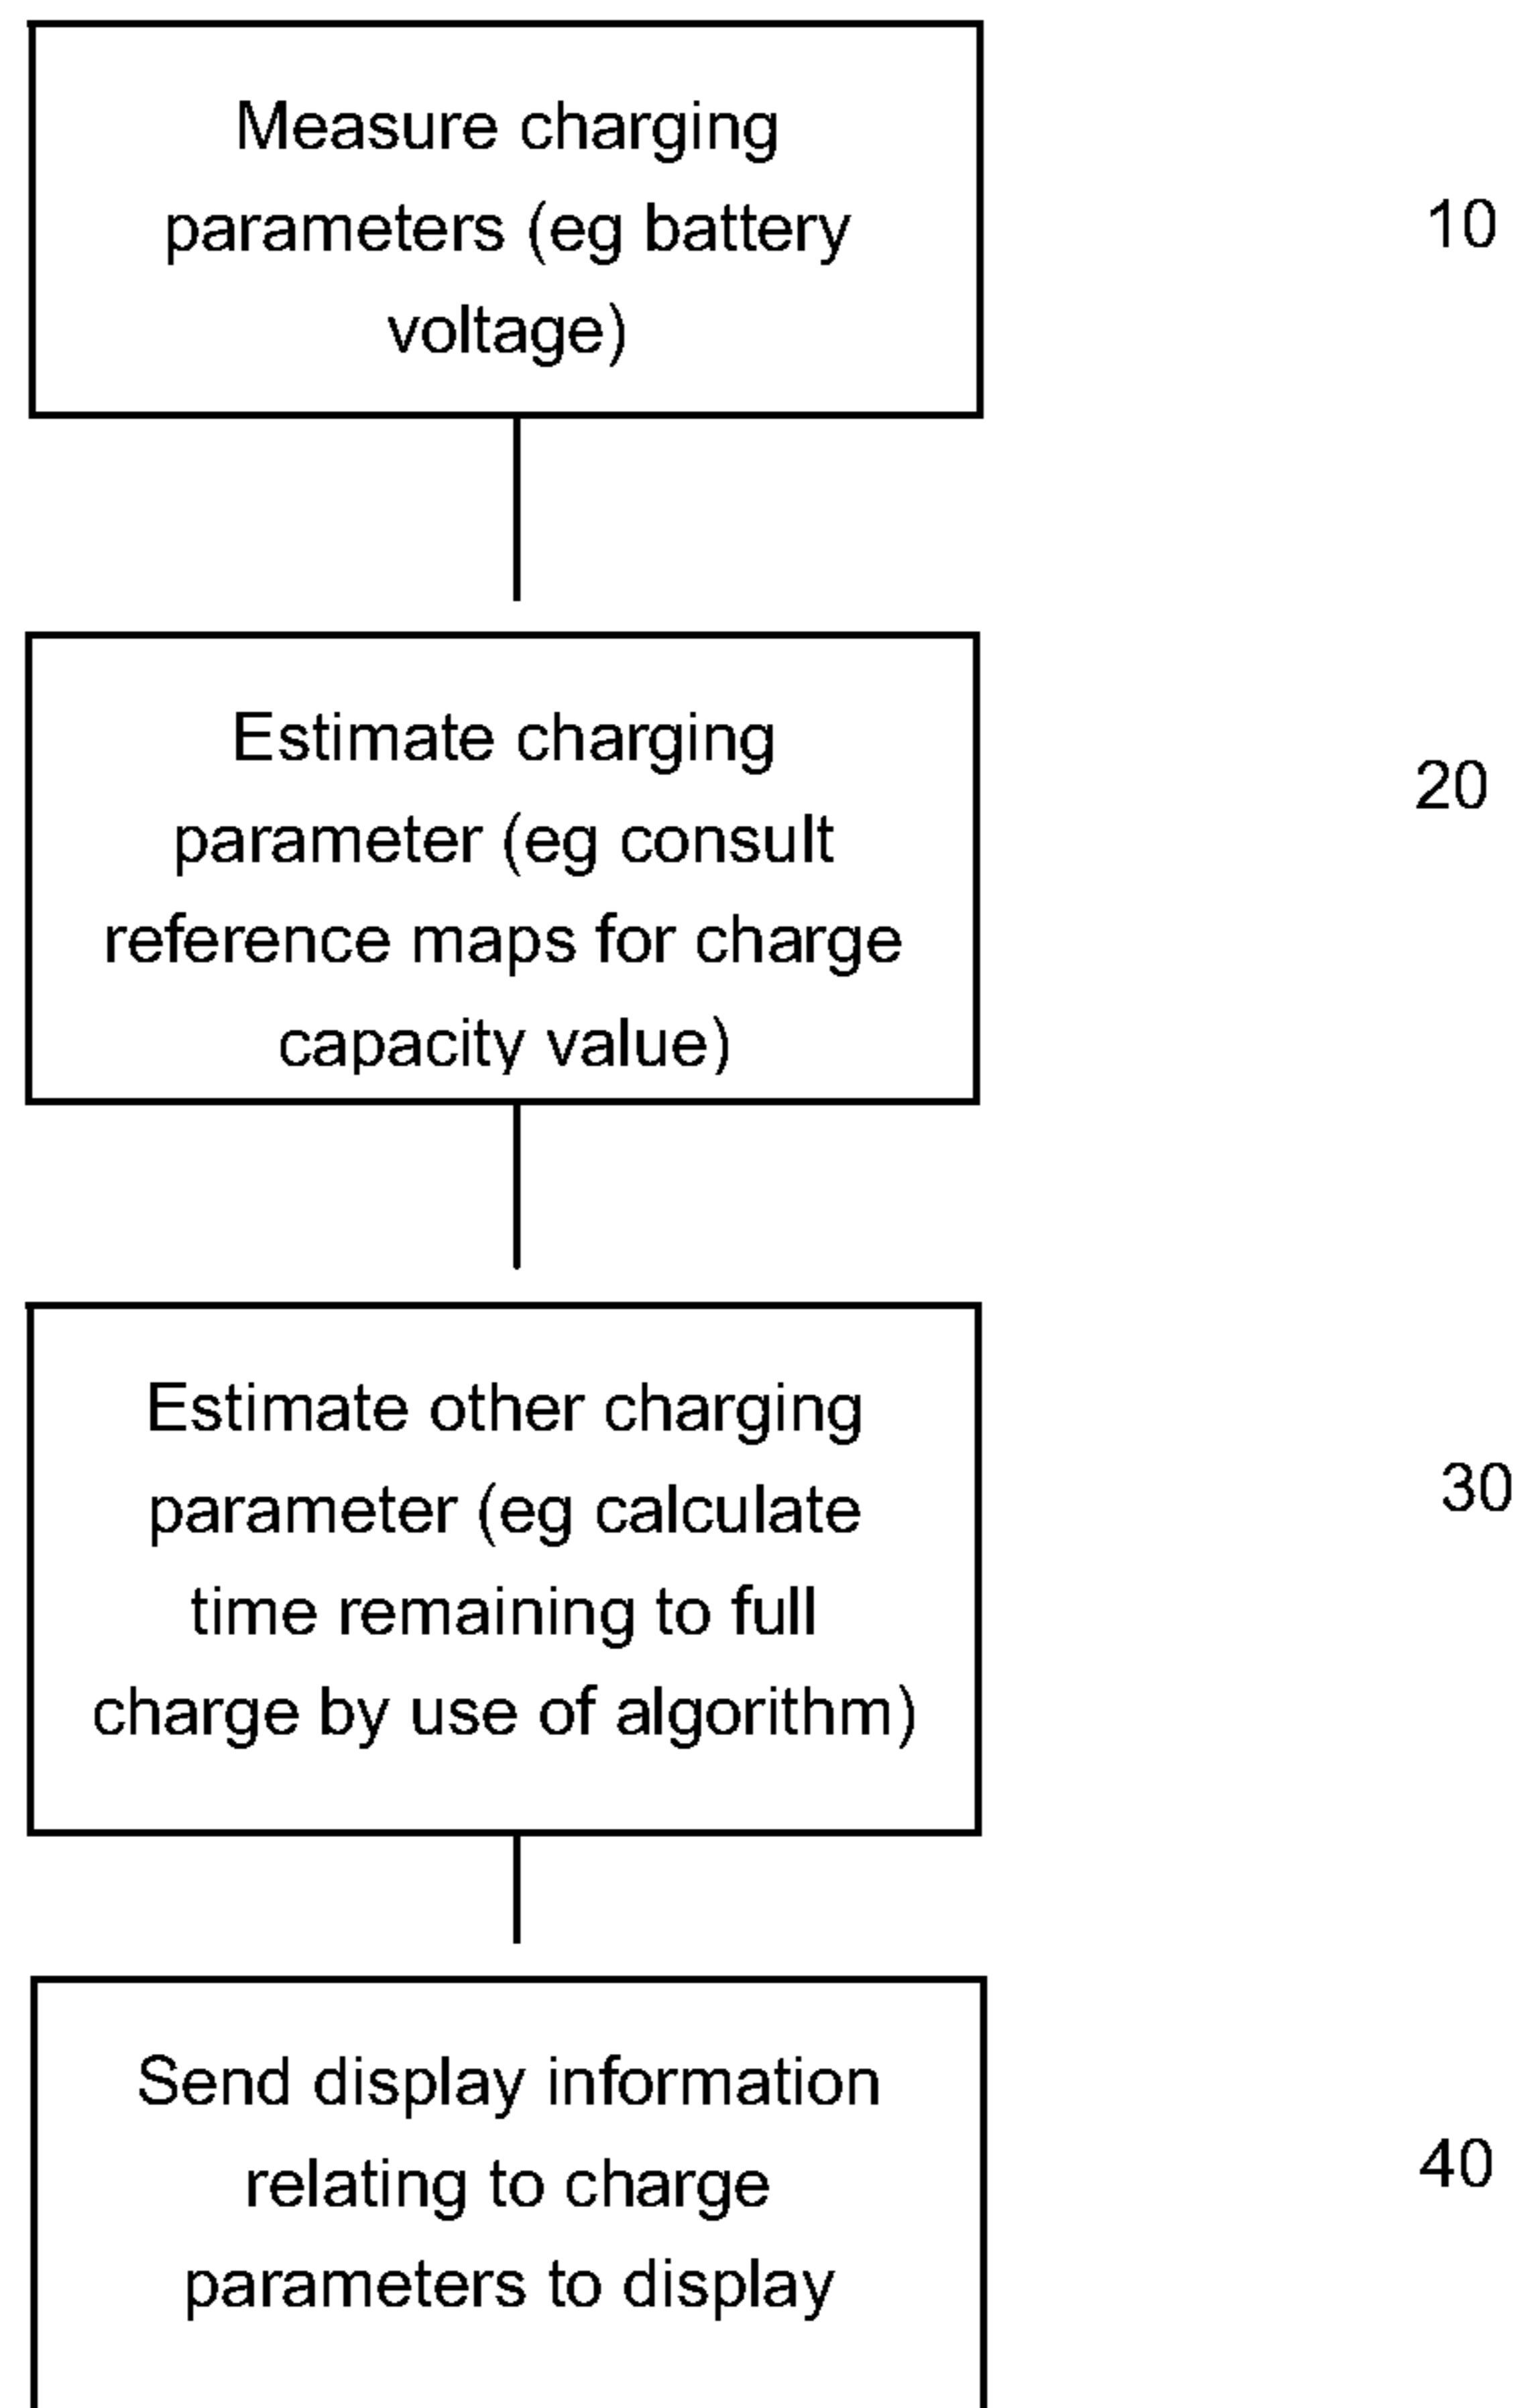 Measure charging
parameters (eg battery
voltage)
10
Estimate charging
parameter (eg consult
reference maps for charge
capacity value)
20
Estimate other charging
parameter (eg calculate
time remaining to full
charge by use of algorithm)
30
Send display information
relating to charge
parameters to display
40